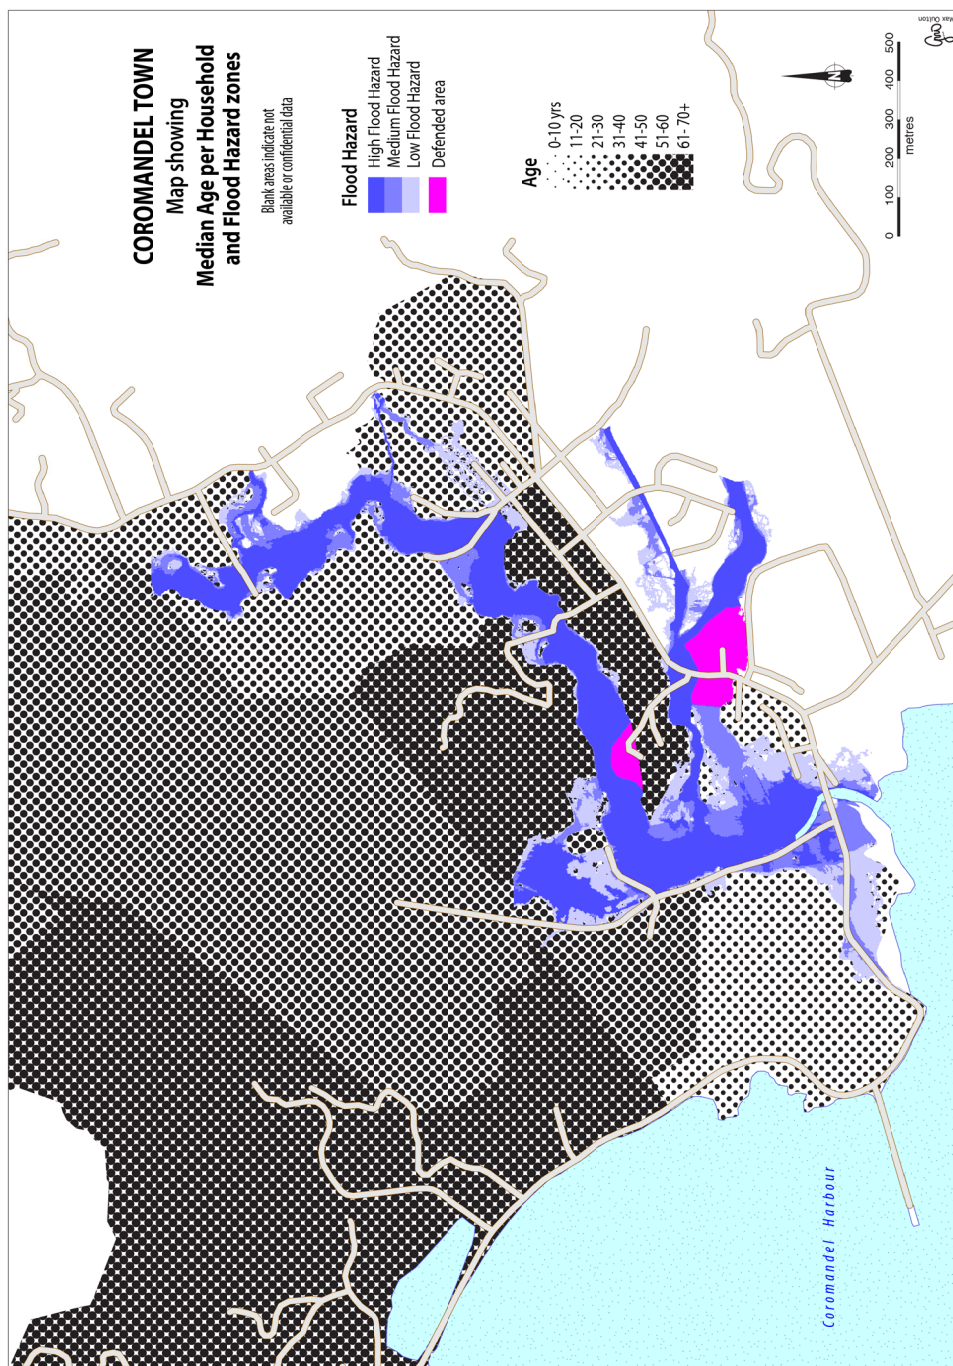 COROMANDEL TOWN
Map showing
Median Age per Household
and Flood Hazard zones
Blank areas indicate not
available or confidential data
Flood Hazard
High Flood Hazard
Medium Flood Hazard
Low Flood Hazard
Defended area
Age
0-10 yrs
11-20
21-30
31-40
41-50
51-60
61 - 70+
N
0 100 200 300 400 500
metres
Max Oulton
Coromandel Harbour